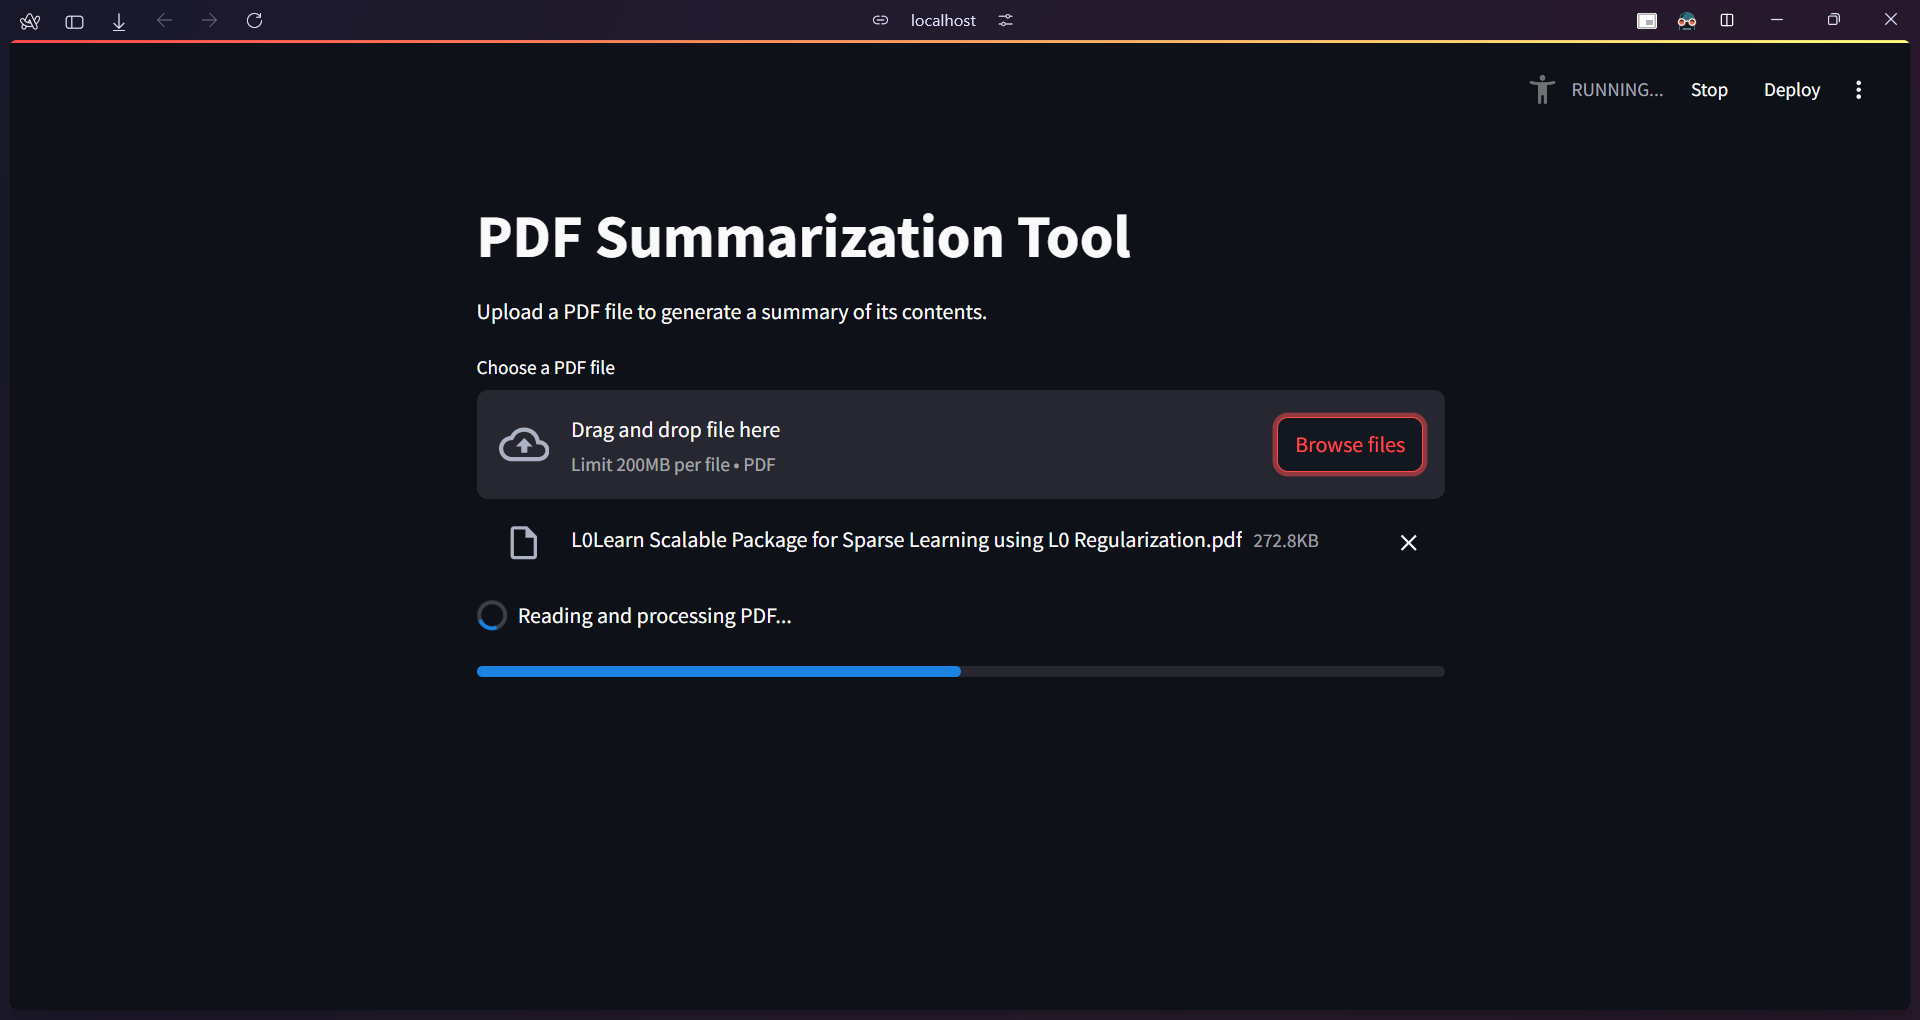 localhost
RUNNING... Stop Deploy
PDF Summarization Tool
Upload a PDF file to generate a summary of its contents.
Choose a PDF file
Drag and drop file here
Limit 200MB per file • PDF
Browse files
L0Learn Scalable Package for Sparse Learning using L0 Regularization.pdf 272.8KB
Reading and processing PDF...